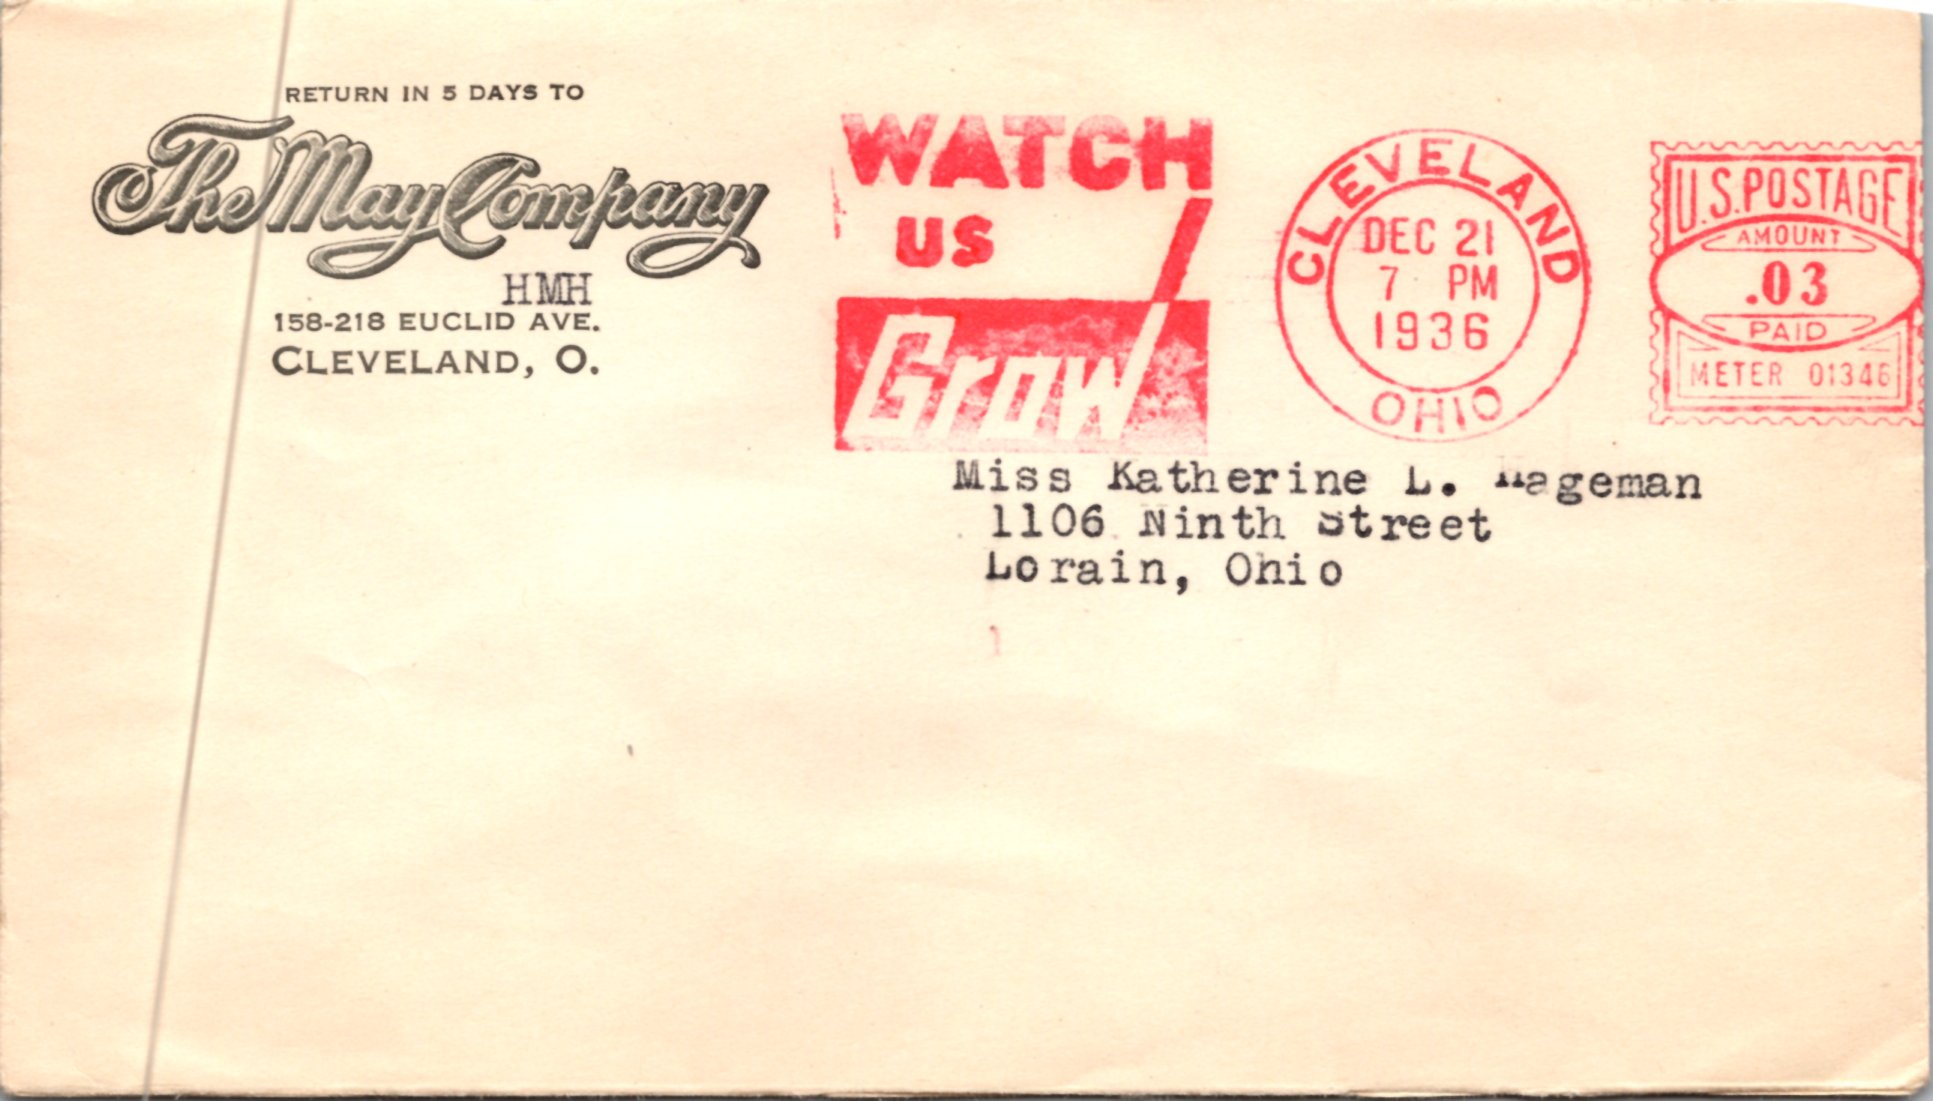 RETURN IN 5 DAYS TO
The May Company
HMH
158-218 EUCLID AVE.
CLEVELAND, O.
WATCH
US
Grow
CLEVELAND
DEC 21
7 PM
1936
OHIO
U.S. POSTAGE
AMOUNT
.03
PAID
METER 01346
Miss Katherine L. Hageman
1106 Ninth Street
Lorain, Ohio